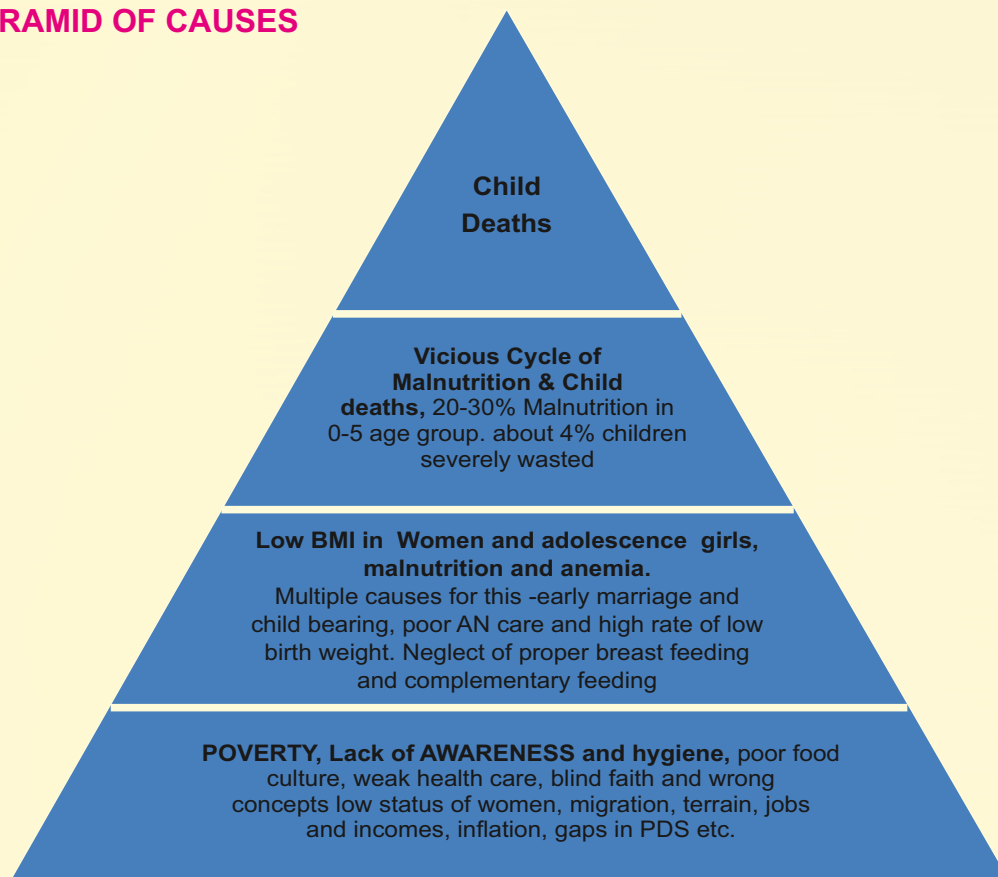 RAMID OF CAUSES
Child
Deaths
Vicious Cycle of
Malnutrition & Child
deaths, 20-30% Malnutrition in
0-5 age group. about 4% children
severely wasted
Low BMI in Women and adolescence girls,
malnutrition and anemia.
Multiple causes for this -early marriage and
child bearing, poor AN care and high rate of low
birth weight. Neglect of proper breast feeding
and complementary feeding
POVERTY, Lack of AWARENESS and hygiene, poor food
culture, weak health care, blind faith and wrong
concepts low status of women, migration, terrain, jobs
and incomes, inflation, gaps in PDS etc.